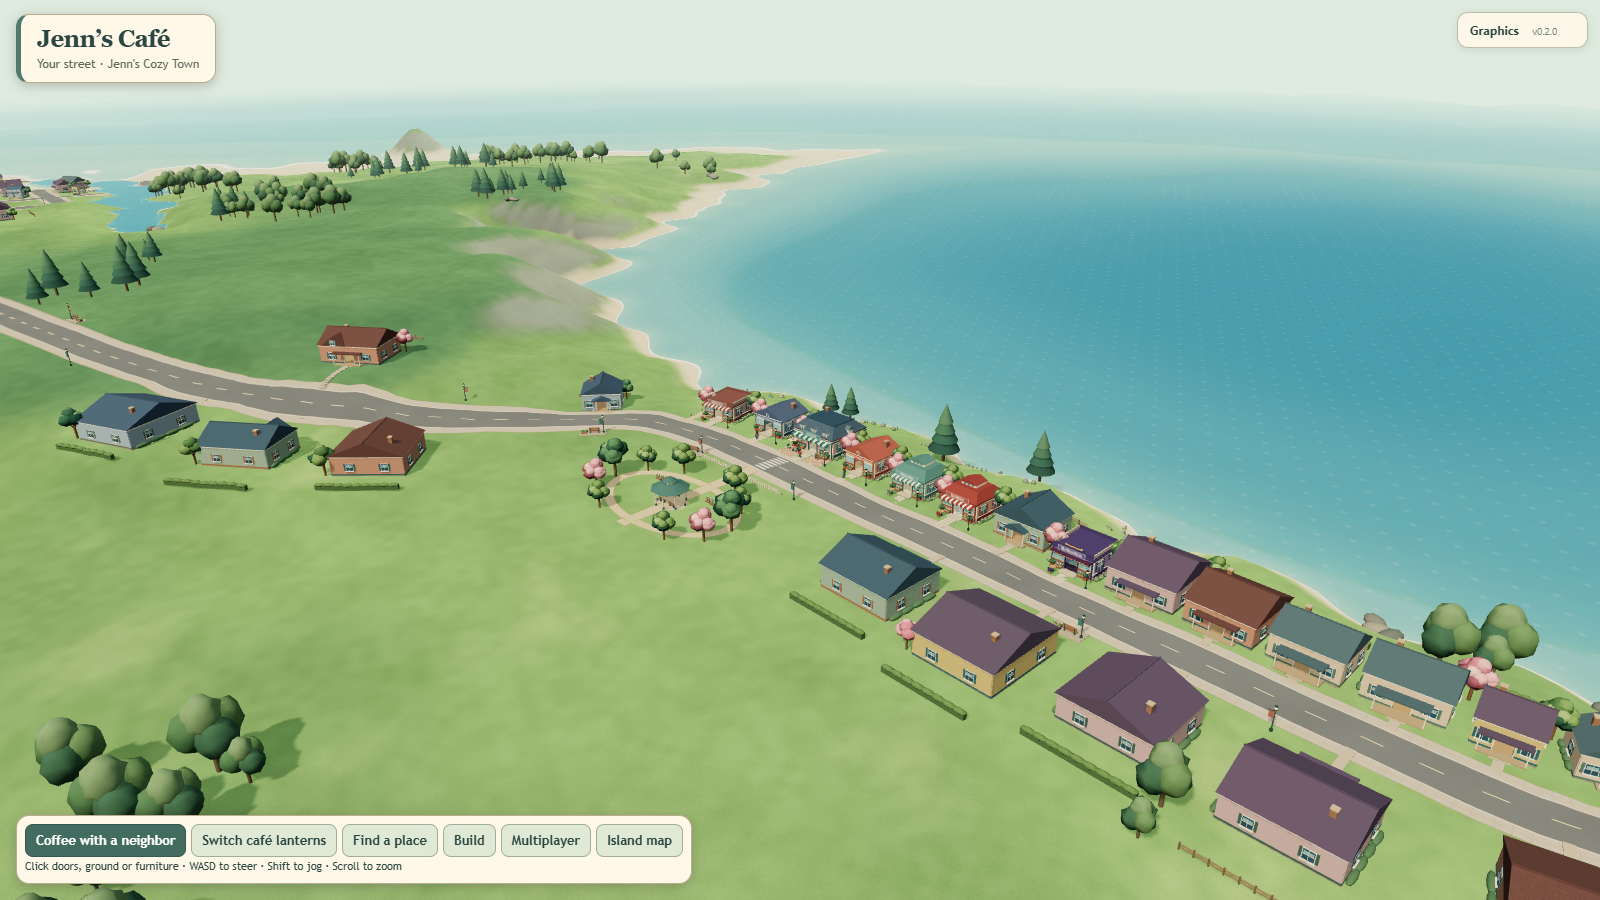 Jenn's Café
Your street · Jenn's Cozy Town
Graphics v0.2.0
Coffee with a neighbor
Switch café lanterns
Find a place
Build
Multiplayer
Island map
Click doors, ground or furniture · WASD to steer · Shift to jog · Scroll to zoom